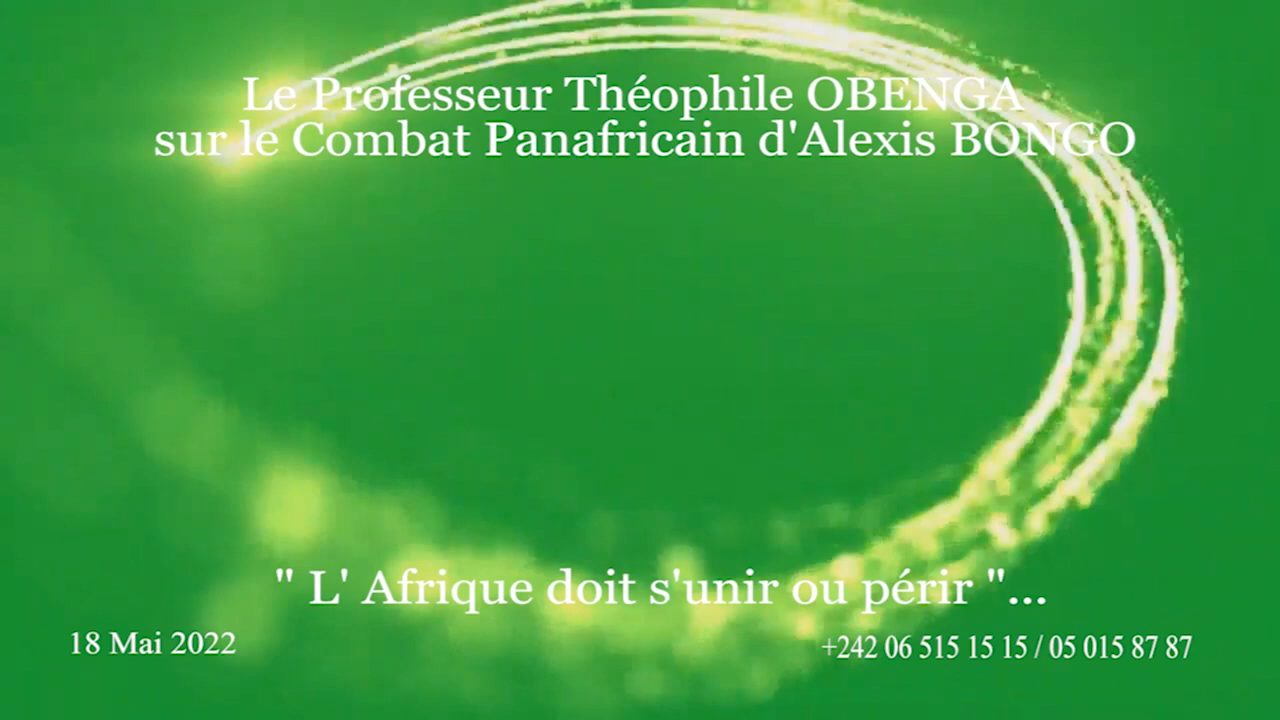 Le Professeur Théophile OBENGA
sur le Combat Panafricain d'Alexis BONGO
" L' Afrique doit s'unir ou périr "...
18 Mai 2022
+242 06 515 15 15 / 05 015 87 87